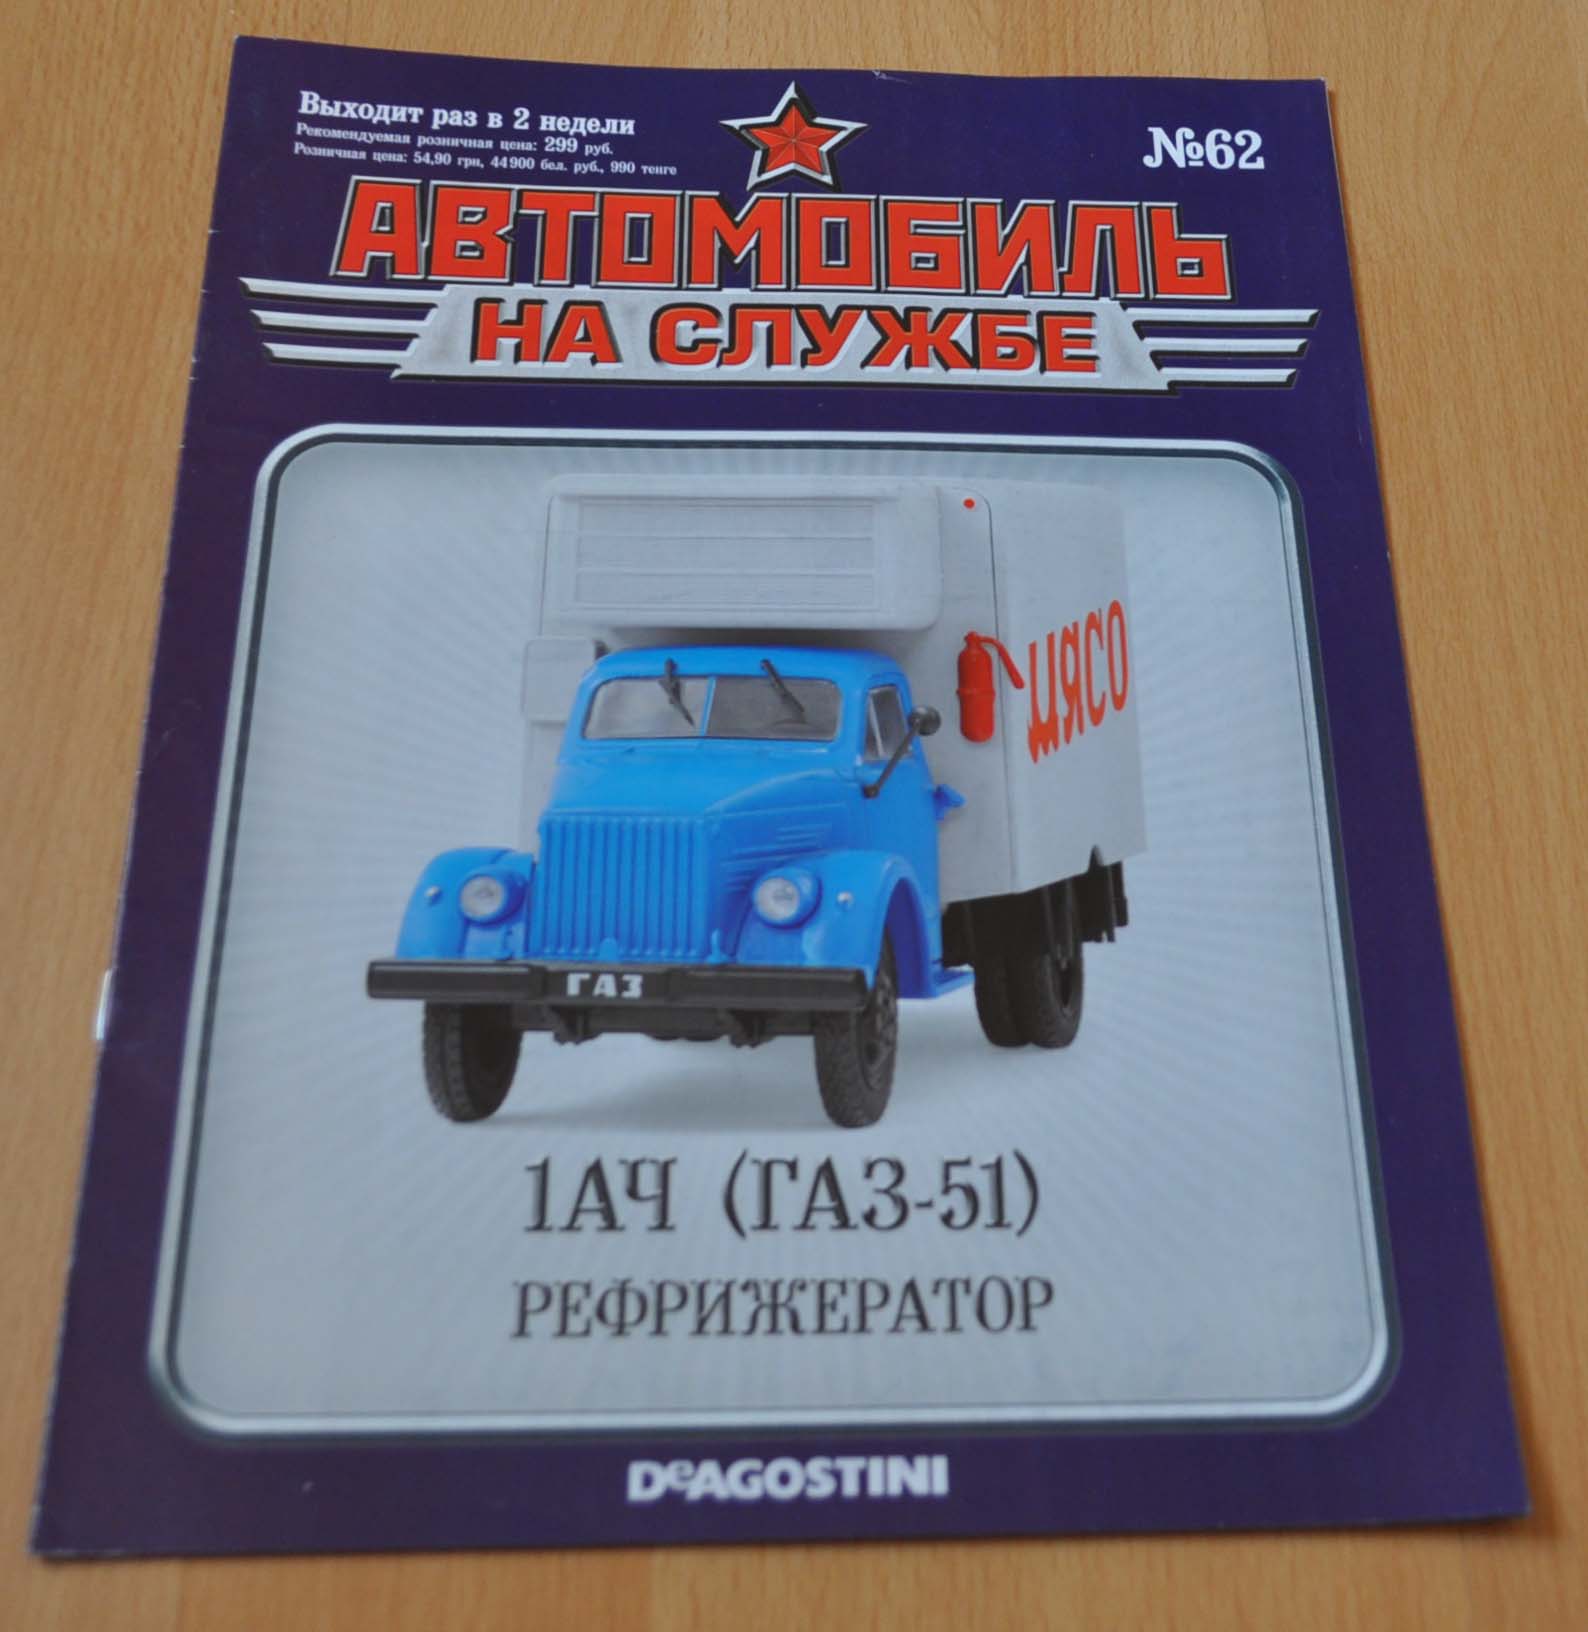 Выходит раз в 2 недели
Рекомендуемая розничная цена: 299 руб.
Розничная цена: 54,90 грн, 44900 бел. руб., 990 тенге
№62
АВТОМОБИЛЬ
НА СЛУЖБЕ
мясо
ГАЗ
1АЧ (ГАЗ-51)
РЕФРИЖЕРАТОР
DeAGOSTINI